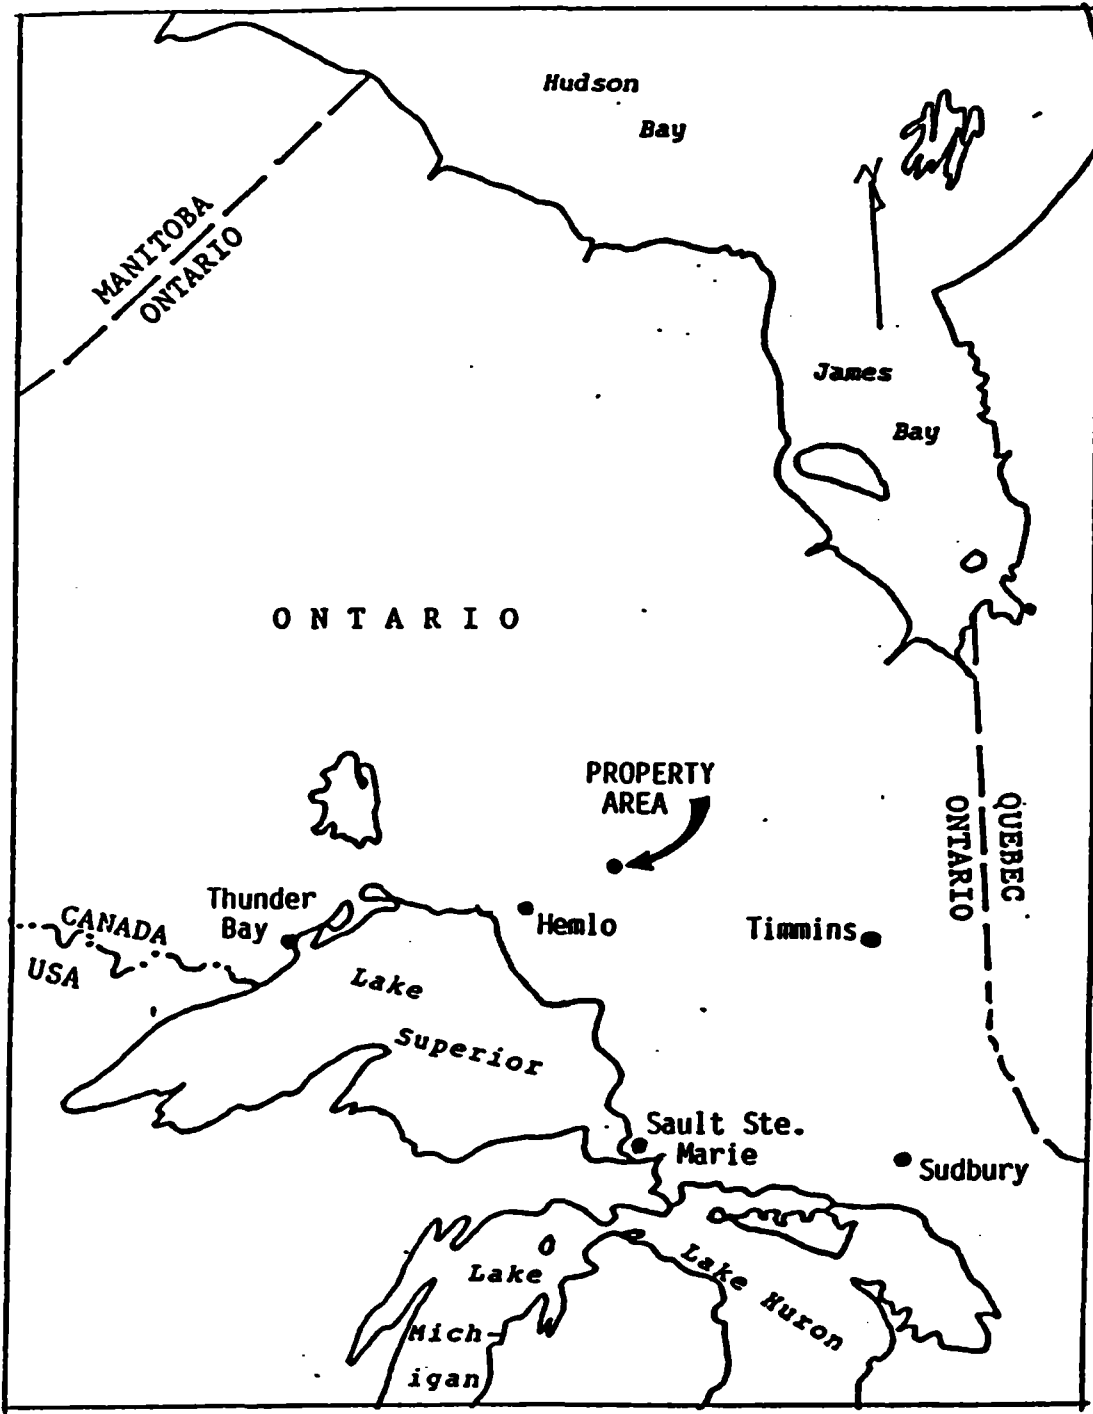 Hudson
Bay
MANITOBA
ONTARIO
James
Bay
ONTARIO
PROPERTY
AREA
QUEBEC
ONTARIO
Thunder
Bay
Hemlo
Timmins
CANADA
USA
Lake
Superior
Sault Ste.
Marie
Sudbury
Lake
Mich-
igan
Lake Huron
N